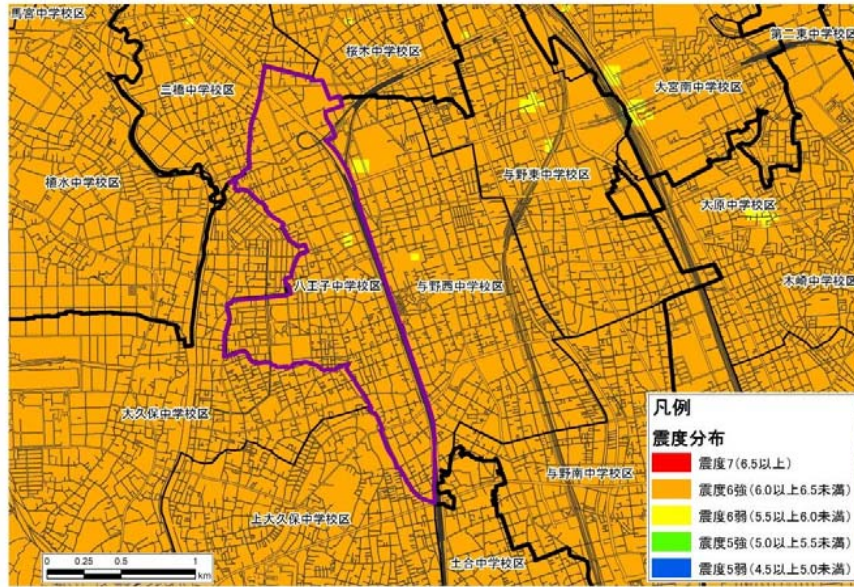 馬宮中学校区
桜木中学校区
第二東中学校区
三橋中学校区
大宮南中学校区
植水中学校区
与野東中学校区
大原中学校区
八王子中学校区
与野西中学校区
木崎中学校区
大久保中学校区
与野南中学校区
上大久保中学校区
土合中学校区
凡例
震度分布
震度7(6.5以上)
震度6強(6.0以上6.5未満)
震度6弱(5.5以上6.0未満)
震度5強(5.0以上5.5未満)
震度5弱(4.5以上5.0未満)
0 0.25 0.5 1
km